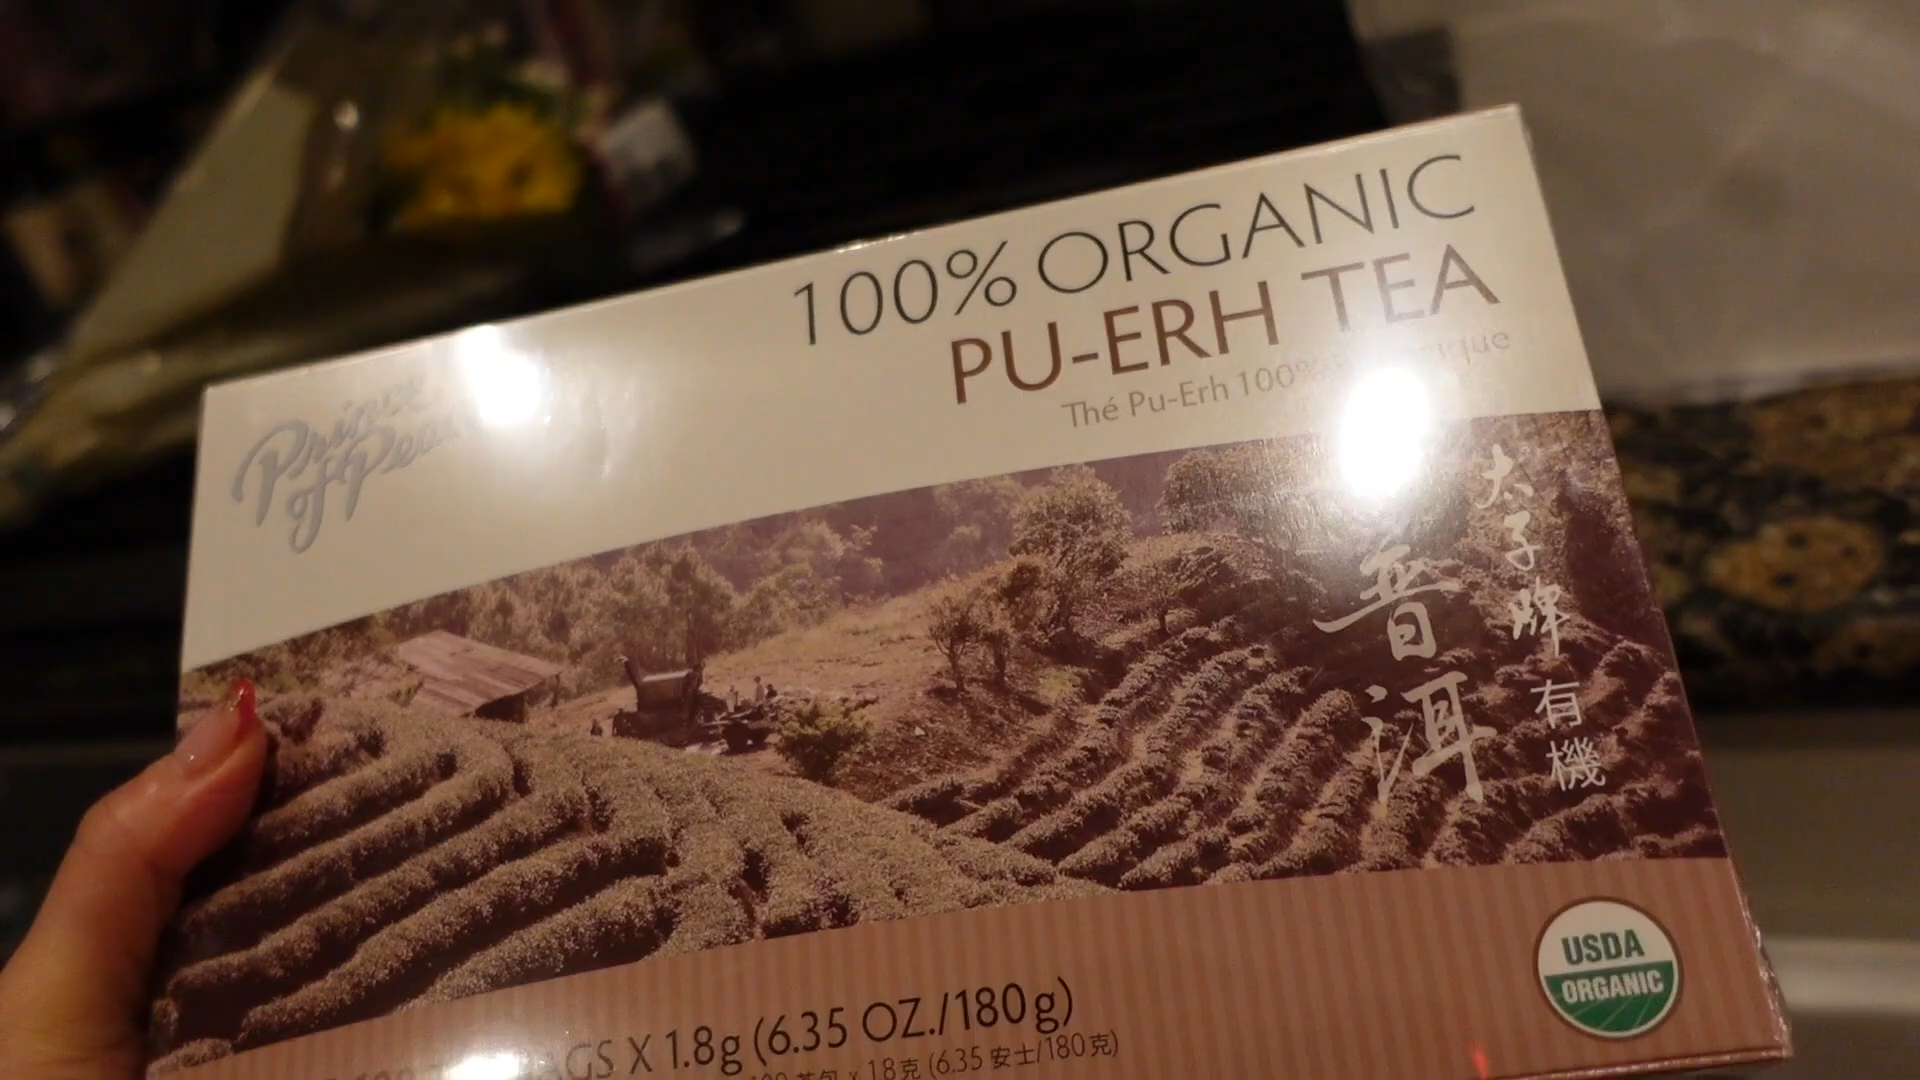 100% ORGANIC
PU-ERH TEA
Thé Pu-Erh 100%
Prince
of Peace
太子牌
有機
普洱
BAGS X 1.8g (6.35 OZ./180g)
100 茶包 x 1.8克 (6.35 安士/180克)
USDA
ORGANIC